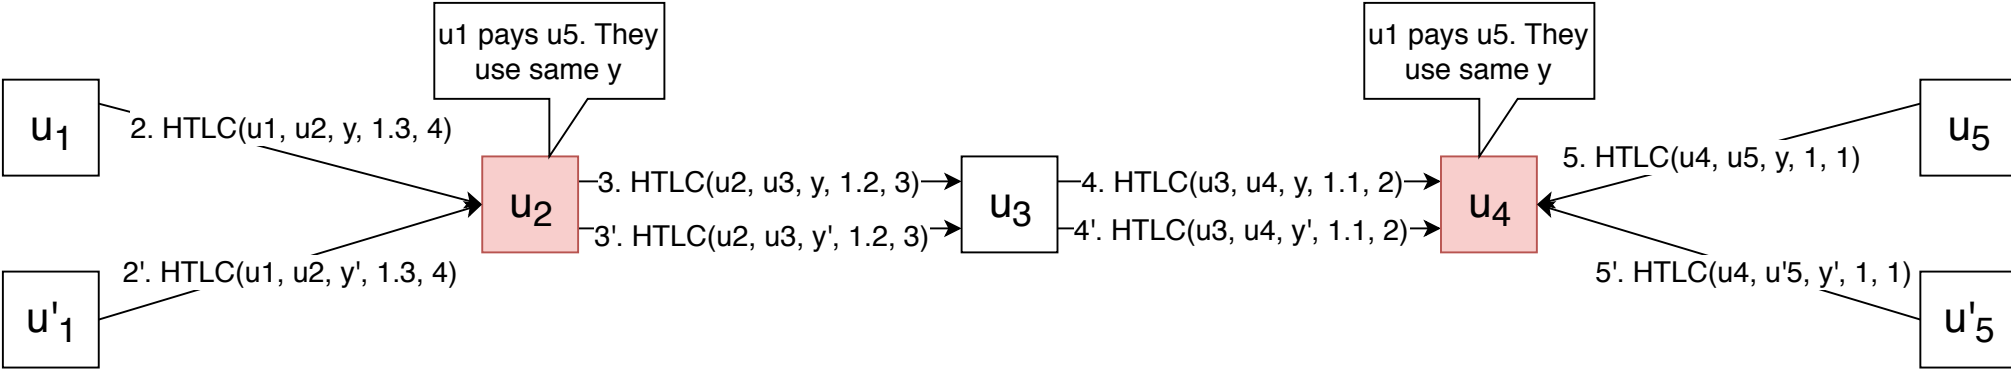 u1 pays u5. They
use same y
u1 pays u5. They
use same y
u1
2. HTLC(u1, u2, y, 1.3, 4)
u2
3. HTLC(u2, u3, y, 1.2, 3)
3'. HTLC(u2, u3, y', 1.2, 3)
u3
4. HTLC(u3, u4, y, 1.1, 2)
4'. HTLC(u3, u4, y', 1.1, 2)
u4
5. HTLC(u4, u5, y, 1, 1)
u5
u'1
2'. HTLC(u1, u2, y', 1.3, 4)
5'. HTLC(u4, u'5, y', 1, 1)
u'5